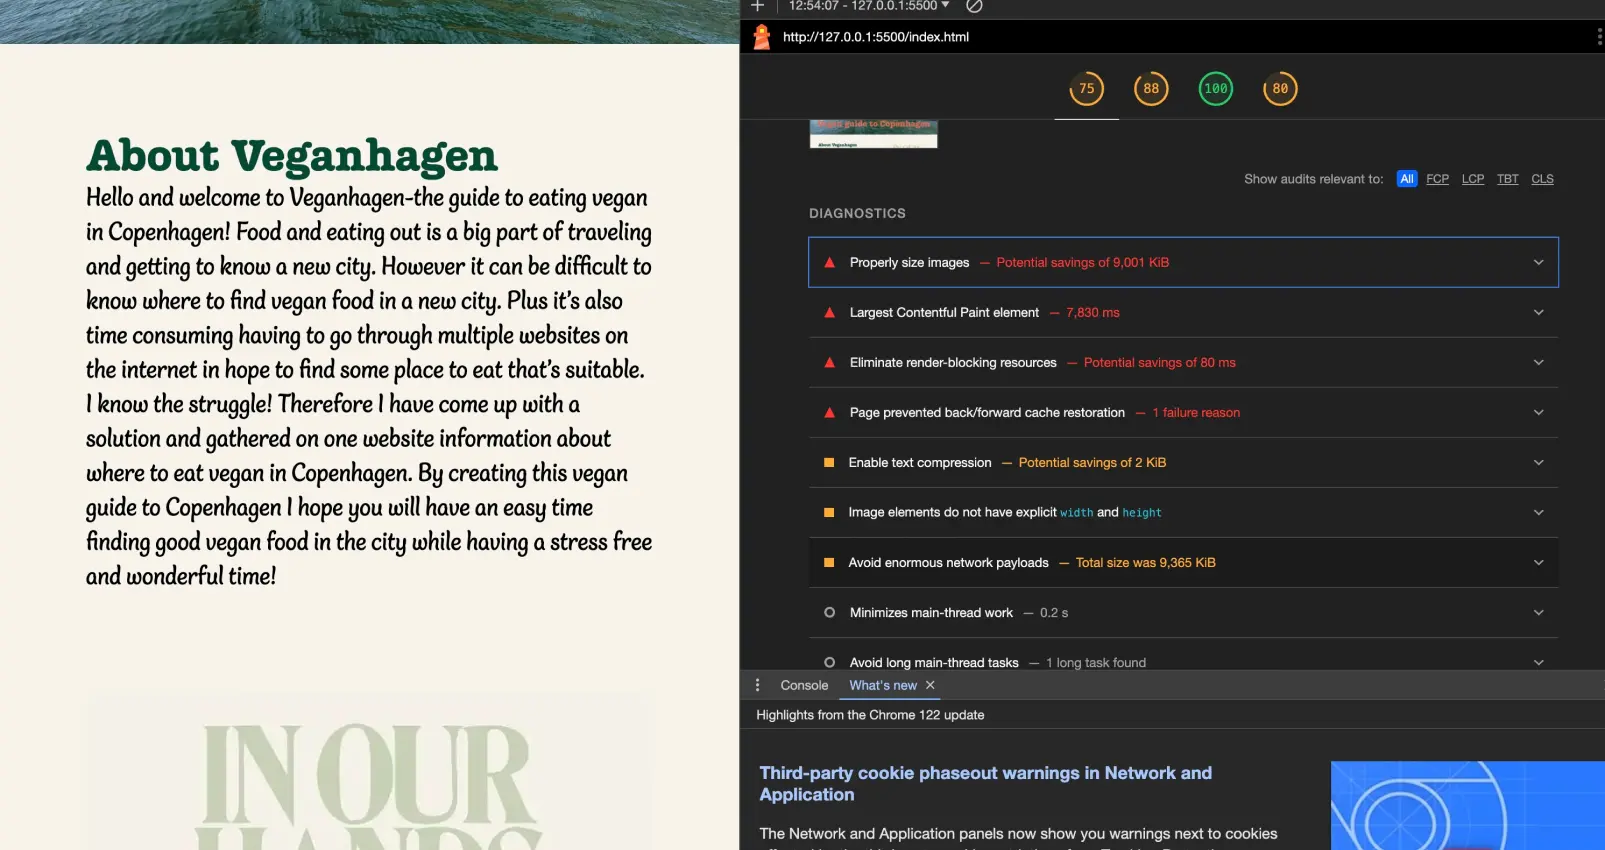 12:54:07 - 127.0.0.1:5500
http://127.0.0.1:5500/index.html
75 88 100 80
guide to Copenhagen
About Veganhagen
Show audits relevant to: All FCP LCP TBT CLS
DIAGNOSTICS
Properly size images — Potential savings of 9,001 KiB
Largest Contentful Paint element — 7,830 ms
Eliminate render-blocking resources — Potential savings of 80 ms
Page prevented back/forward cache restoration — 1 failure reason
Enable text compression — Potential savings of 2 KiB
Image elements do not have explicit width and height
Avoid enormous network payloads — Total size was 9,365 KiB
Minimizes main-thread work — 0.2 s
Avoid long main-thread tasks — 1 long task found
Console What's new
Highlights from the Chrome 122 update
Third-party cookie phaseout warnings in Network and
Application
The Network and Application panels now show you warnings next to cookies
About Veganhagen
Hello and welcome to Veganhagen-the guide to eating vegan
in Copenhagen! Food and eating out is a big part of traveling
and getting to know a new city. However it can be difficult to
know where to find vegan food in a new city. Plus it's also
time consuming having to go through multiple websites on
the internet in hope to find some place to eat that's suitable.
I know the struggle! Therefore I have come up with a
solution and gathered on one website information about
where to eat vegan in Copenhagen. By creating this vegan
guide to Copenhagen I hope you will have an easy time
finding good vegan food in the city while having a stress free
and wonderful time!
IN OUR
HANDS